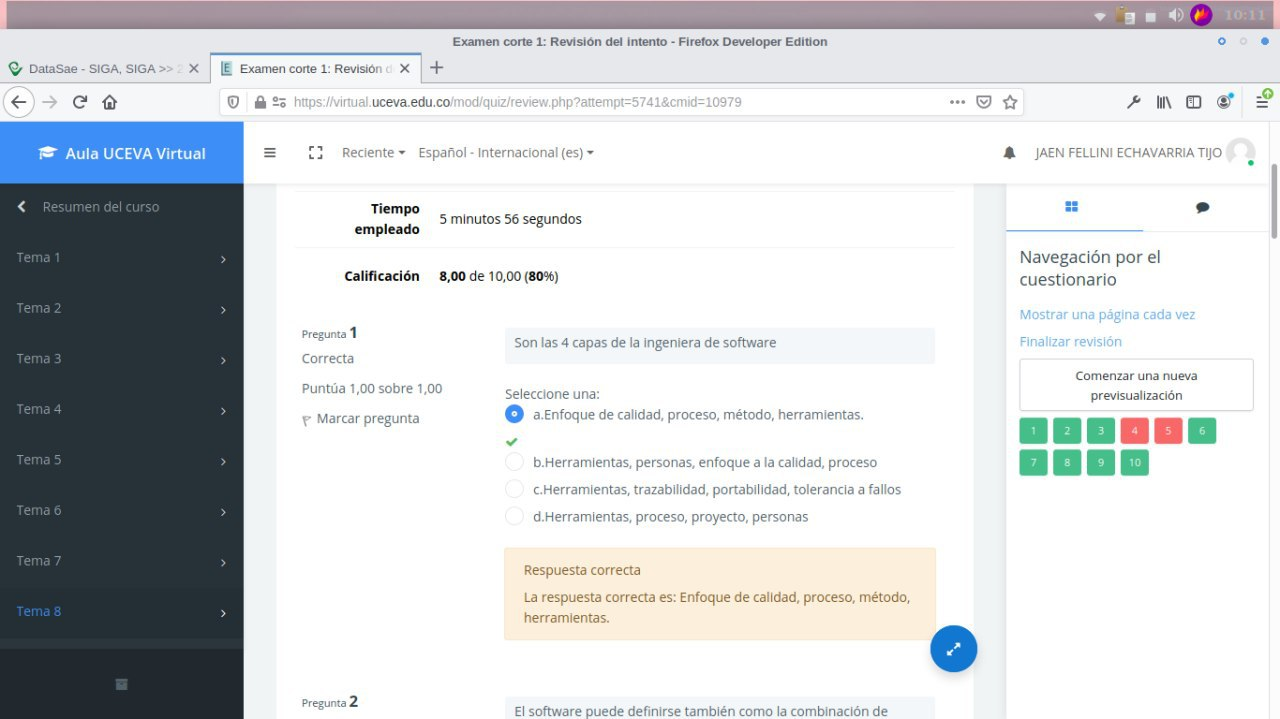 10:11
Examen corte 1: Revisión del intento - Firefox Developer Edition
DataSae - SIGA, SIGA >> 2
Examen corte 1: Revisión d
https://virtual.uceva.edu.co/mod/quiz/review.php?attempt=5741&cmid=10979
Aula UCEVA Virtual
Reciente
Español - Internacional (es)
JAEN FELLINI ECHAVARRIA TIJO
Resumen del curso
Tema 1
Tema 2
Tema 3
Tema 4
Tema 5
Tema 6
Tema 7
Tema 8
Tiempo
empleado
5 minutos 56 segundos
Calificación
8,00 de 10,00 (80%)
Pregunta 1
Correcta
Puntúa 1,00 sobre 1,00
Marcar pregunta
Son las 4 capas de la ingeniera de software
Seleccione una:
a.Enfoque de calidad, proceso, método, herramientas.
b.Herramientas, personas, enfoque a la calidad, proceso
c.Herramientas, trazabilidad, portabilidad, tolerancia a fallos
d.Herramientas, proceso, proyecto, personas
Respuesta correcta
La respuesta correcta es: Enfoque de calidad, proceso, método,
herramientas.
Pregunta 2
El software puede definirse también como la combinación de
Navegación por el
cuestionario
Mostrar una página cada vez
Finalizar revisión
Comenzar una nueva
previsualización
1 2 3 4 5 6
7 8 9 10